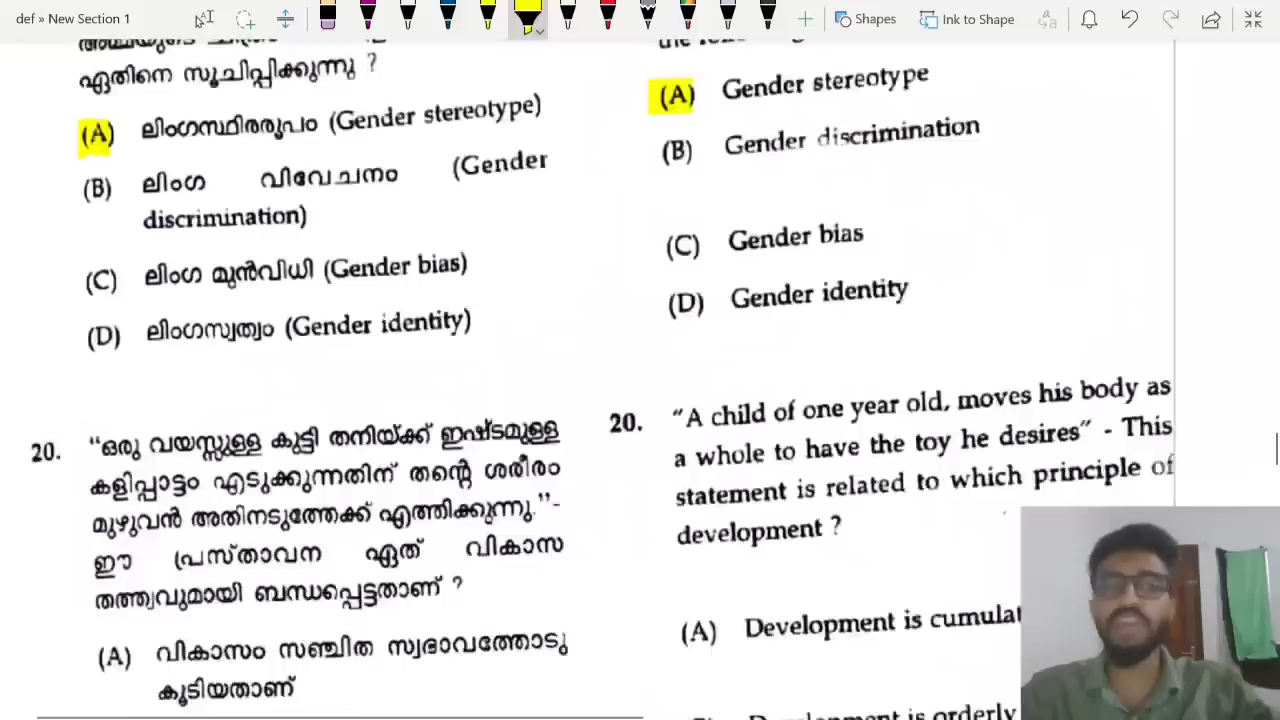 def » New Section 1
Shapes
Ink to Shape
ഏതിനെ സൂചിപ്പിക്കുന്നു ?
(A) ലിംഗസ്ഥിരരൂപം (Gender stereotype)
(B) ലിംഗ വിവേചനം (Gender
discrimination)
(C) ലിംഗ മുൻവിധി (Gender bias)
(D) ലിംഗസ്വത്വം (Gender identity)
20. “ഒരു വയസ്സുള്ള കുട്ടി തനിയ്ക്ക് ഇഷ്ടമുള്ള
കളിപ്പാട്ടം എടുക്കുന്നതിന് തന്റെ ശരീരം
മുഴുവൻ അതിനടുത്തേക്ക് എത്തിക്കുന്നു.”-
ഈ പ്രസ്താവന ഏത് വികാസ
തത്ത്വവുമായി ബന്ധപ്പെട്ടതാണ് ?
(A) വികാസം സഞ്ചിത സ്വഭാവത്തോടു
കൂടിയതാണ്
(A) Gender stereotype
(B) Gender discrimination
(C) Gender bias
(D) Gender identity
20. “A child of one year old, moves his body as
a whole to have the toy he desires” - This
statement is related to which principle of
development ?
(A) Development is
is orderly